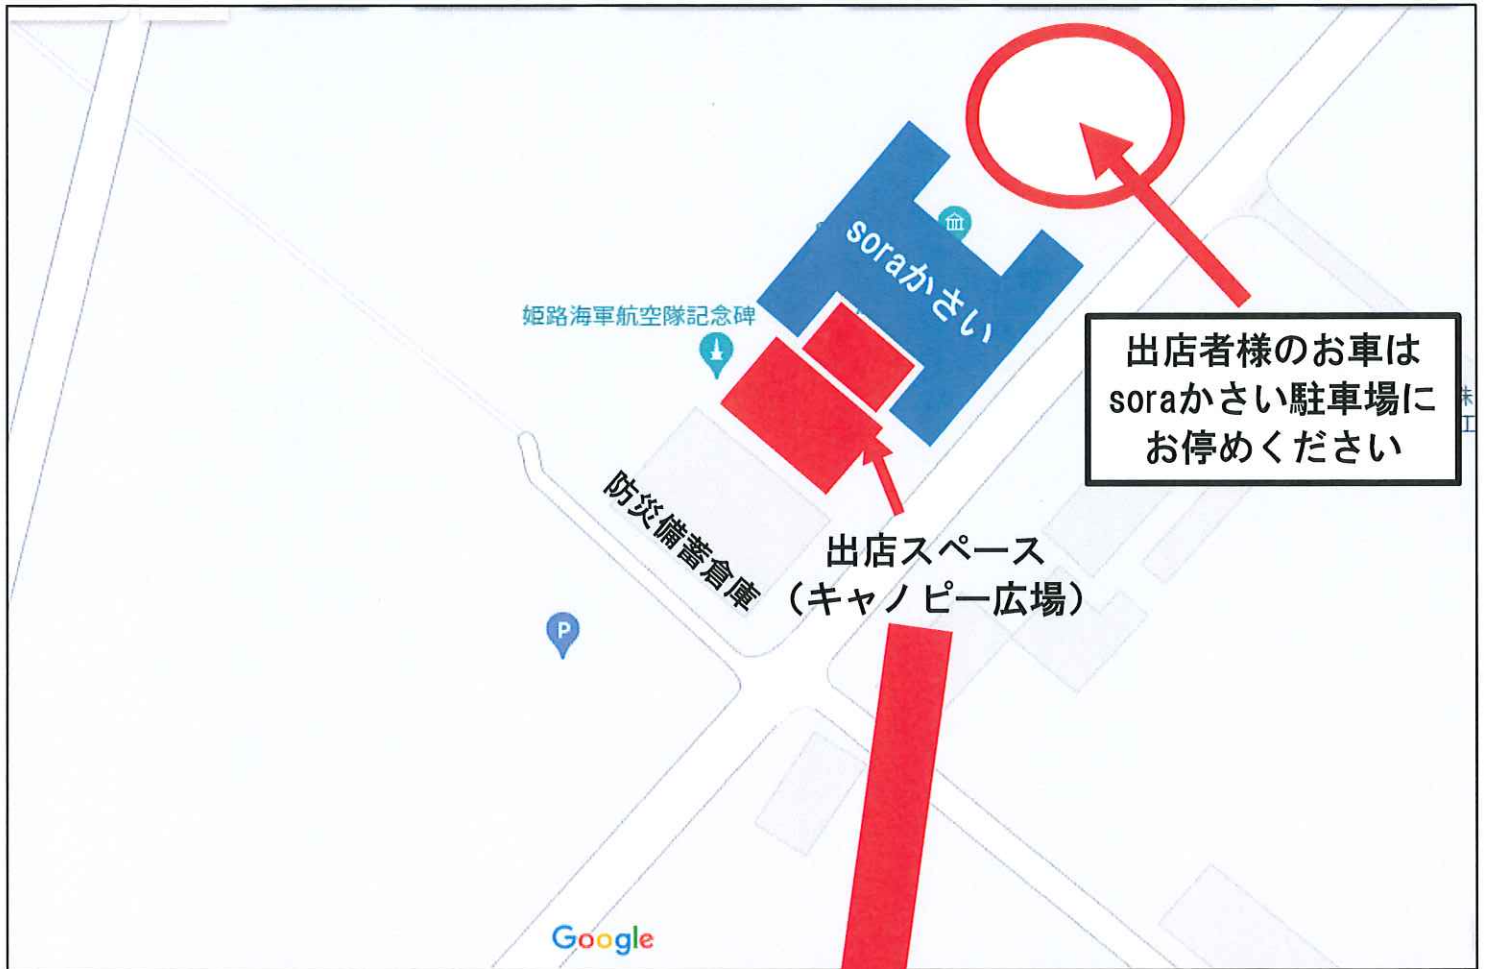 soraかさい
姫路海軍航空隊記念碑
出店者様のお車は
soraかさい駐車場に
お停めください
防災備蓄倉庫
出店スペース
（キャノピー広場）
P
Google